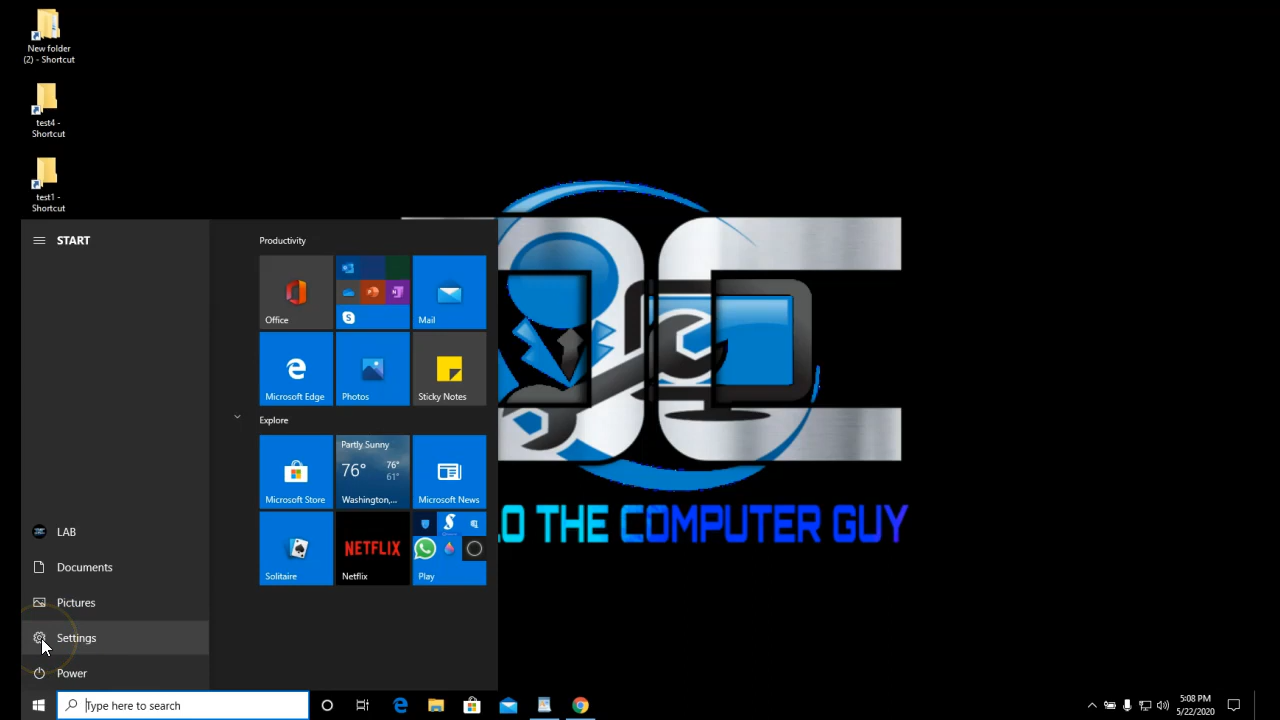 New folder
(2) - Shortcut
test4 -
Shortcut
test1 -
Shortcut
START
LAB
Documents
Pictures
Settings
Power
Productivity
Office
Mail
Microsoft Edge
Photos
Sticky Notes
Explore
Microsoft Store
Partly Sunny
76° 76°
61°
Washington,...
Microsoft News
Solitaire
NETFLIX
Netflix
Play
O THE COMPUTER GUY
Type here to search
5:08 PM
5/22/2020